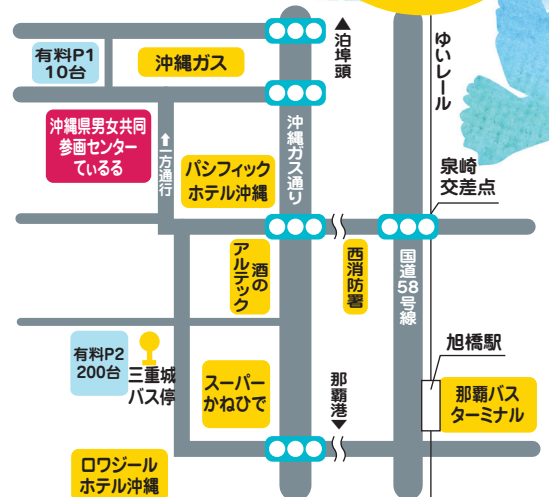 ▲泊埠頭
ゆいレール
有料P1
10台
沖縄ガス
沖縄県男女共同
参画センター
てぃるる
↑一方通行
パシフィック
ホテル沖縄
沖縄ガス通り
泉崎
交差点
酒の
アルテック
西消防署
国道58号線
有料P2
200台
三重城
バス停
スーパー
かねひで
那覇港▼
旭橋駅
那覇バス
ターミナル
ロワジール
ホテル沖縄